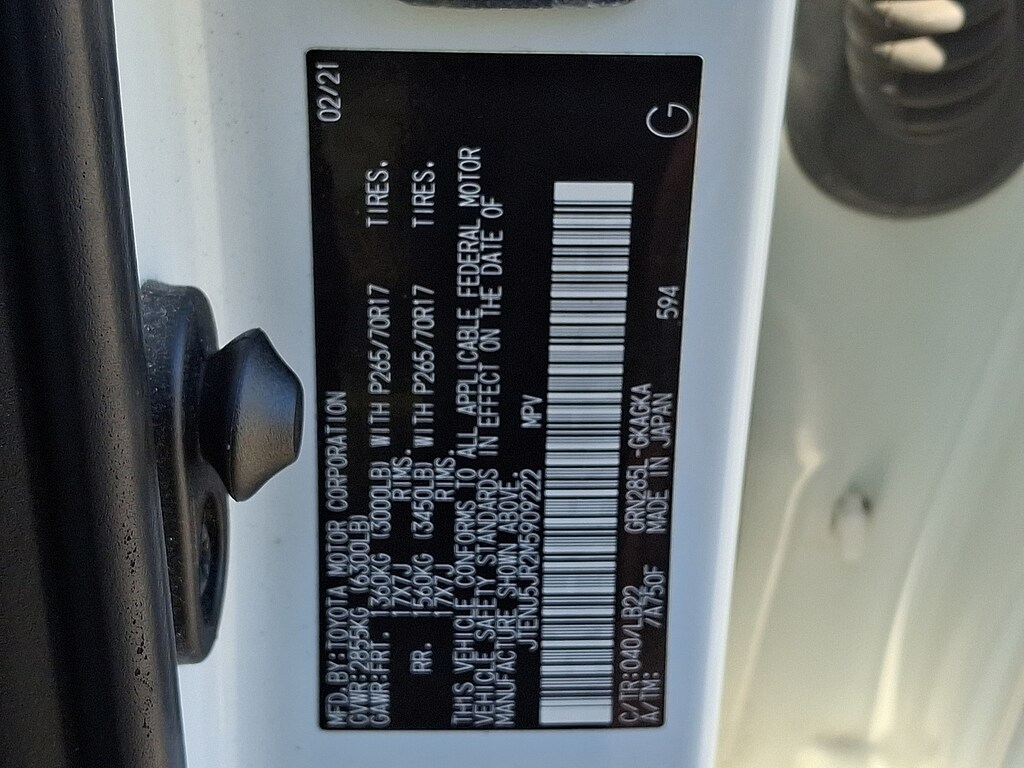 MFD.BY:TOYOTA MOTOR CORPORATION 02/21
GVWR:2855KG (6300LB)
GAWR:FRT. 1360KG (3000LB) WITH P265/70R17 TIRES.
17X7J RIMS.
RR. 1560KG (3450LB) WITH P265/70R17 TIRES.
17X7J RIMS.
THIS VEHICLE CONFORMS TO ALL APPLICABLE FEDERAL MOTOR
VEHICLE SAFETY STANDARDS IN EFFECT ON THE DATE OF
MANUFACTURE SHOWN ABOVE.
JTENU5JR2M5909222 MPV
C/TR:040/LB22 GRN285L-GKAGKA 594 G
A/TM: /A750F MADE IN JAPAN